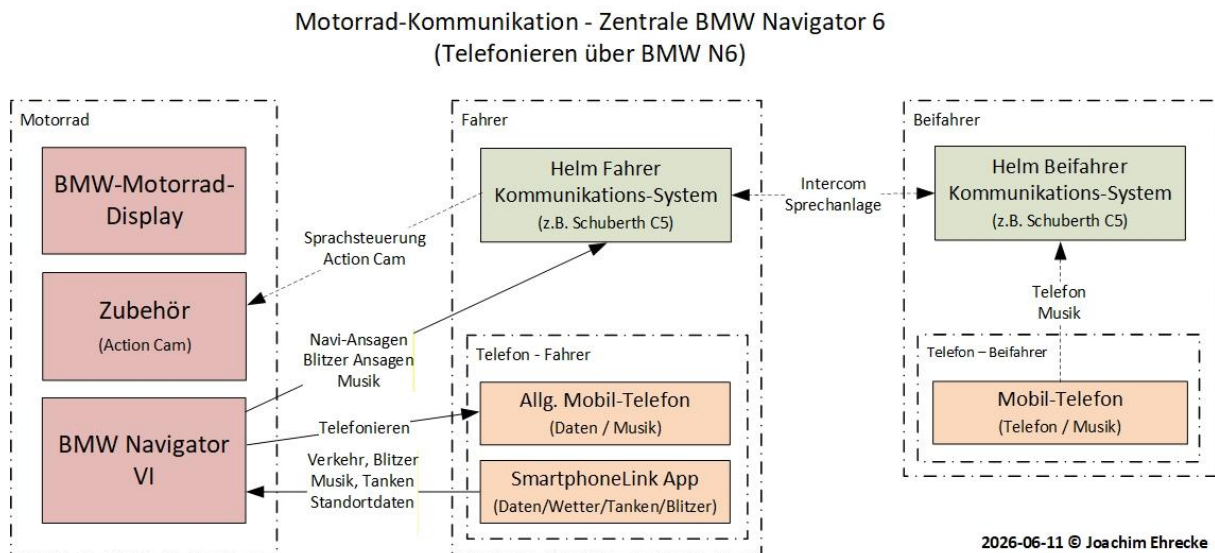 Motorrad-Kommunikation - Zentrale BMW Navigator 6
(Telefonieren über BMW N6)
Motorrad
BMW-Motorrad-
Display
Zubehör
(Action Cam)
BMW Navigator
VI
Sprachsteuerung
Action Cam
Navi-Ansagen
Blitzer Ansagen
Musik
Telefonieren
Verkehr, Blitzer
Musik, Tanken
Standortdaten
Fahrer
Helm Fahrer
Kommunikations-System
(z.B. Schuberth C5)
Telefon - Fahrer
Allg. Mobil-Telefon
(Daten / Musik)
SmartphoneLink App
(Daten/Wetter/Tanken/Blitzer)
Intercom
Sprechanlage
Beifahrer
Helm Beifahrer
Kommunikations-System
(z.B. Schuberth C5)
Telefon
Musik
Telefon – Beifahrer
Mobil-Telefon
(Telefon / Musik)
2026-06-11 © Joachim Ehrecke